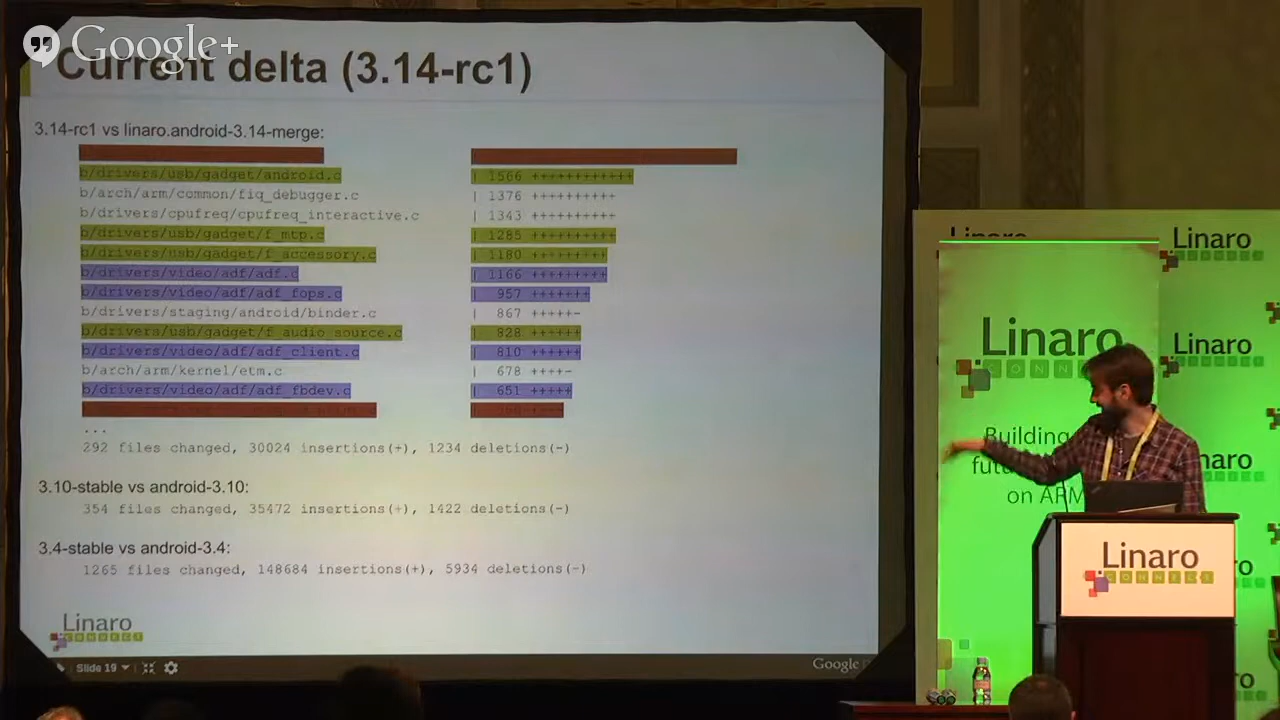 Google+
Current delta (3.14-rc1)
3.14-rc1 vs linaro.android-3.14-merge:
b/drivers/usb/gadget/android.c | 1566 ++++++++++++
b/arch/arm/common/fiq_debugger.c | 1376 ++++++++++
b/drivers/cpufreq/cpufreq_interactive.c | 1343 ++++++++++
b/drivers/usb/gadget/f_mtp.c | 1285 ++++++++++
b/drivers/usb/gadget/f_accessory.c | 1180 +++++++++
b/drivers/video/adf/adf.c | 1166 +++++++++
b/drivers/video/adf/adf_fops.c | 957 +++++++
b/drivers/staging/android/binder.c | 867 +++++-
b/drivers/usb/gadget/f_audio_source.c | 828 ++++++
b/drivers/video/adf/adf_client.c | 810 ++++++
b/arch/arm/kernel/etm.c | 678 ++++-
b/drivers/video/adf/adf_fbdev.c | 651 +++++
...
292 files changed, 30024 insertions(+), 1234 deletions(-)
3.10-stable vs android-3.10:
354 files changed, 35472 insertions(+), 1422 deletions(-)
3.4-stable vs android-3.4:
1265 files changed, 148684 insertions(+), 5934 deletions(-)
Linaro
CONNECT
Slide 19
Google
Linaro
Linaro
Linaro
CONNECT
Building
on ARM
Linaro
Linaro
CONNECT